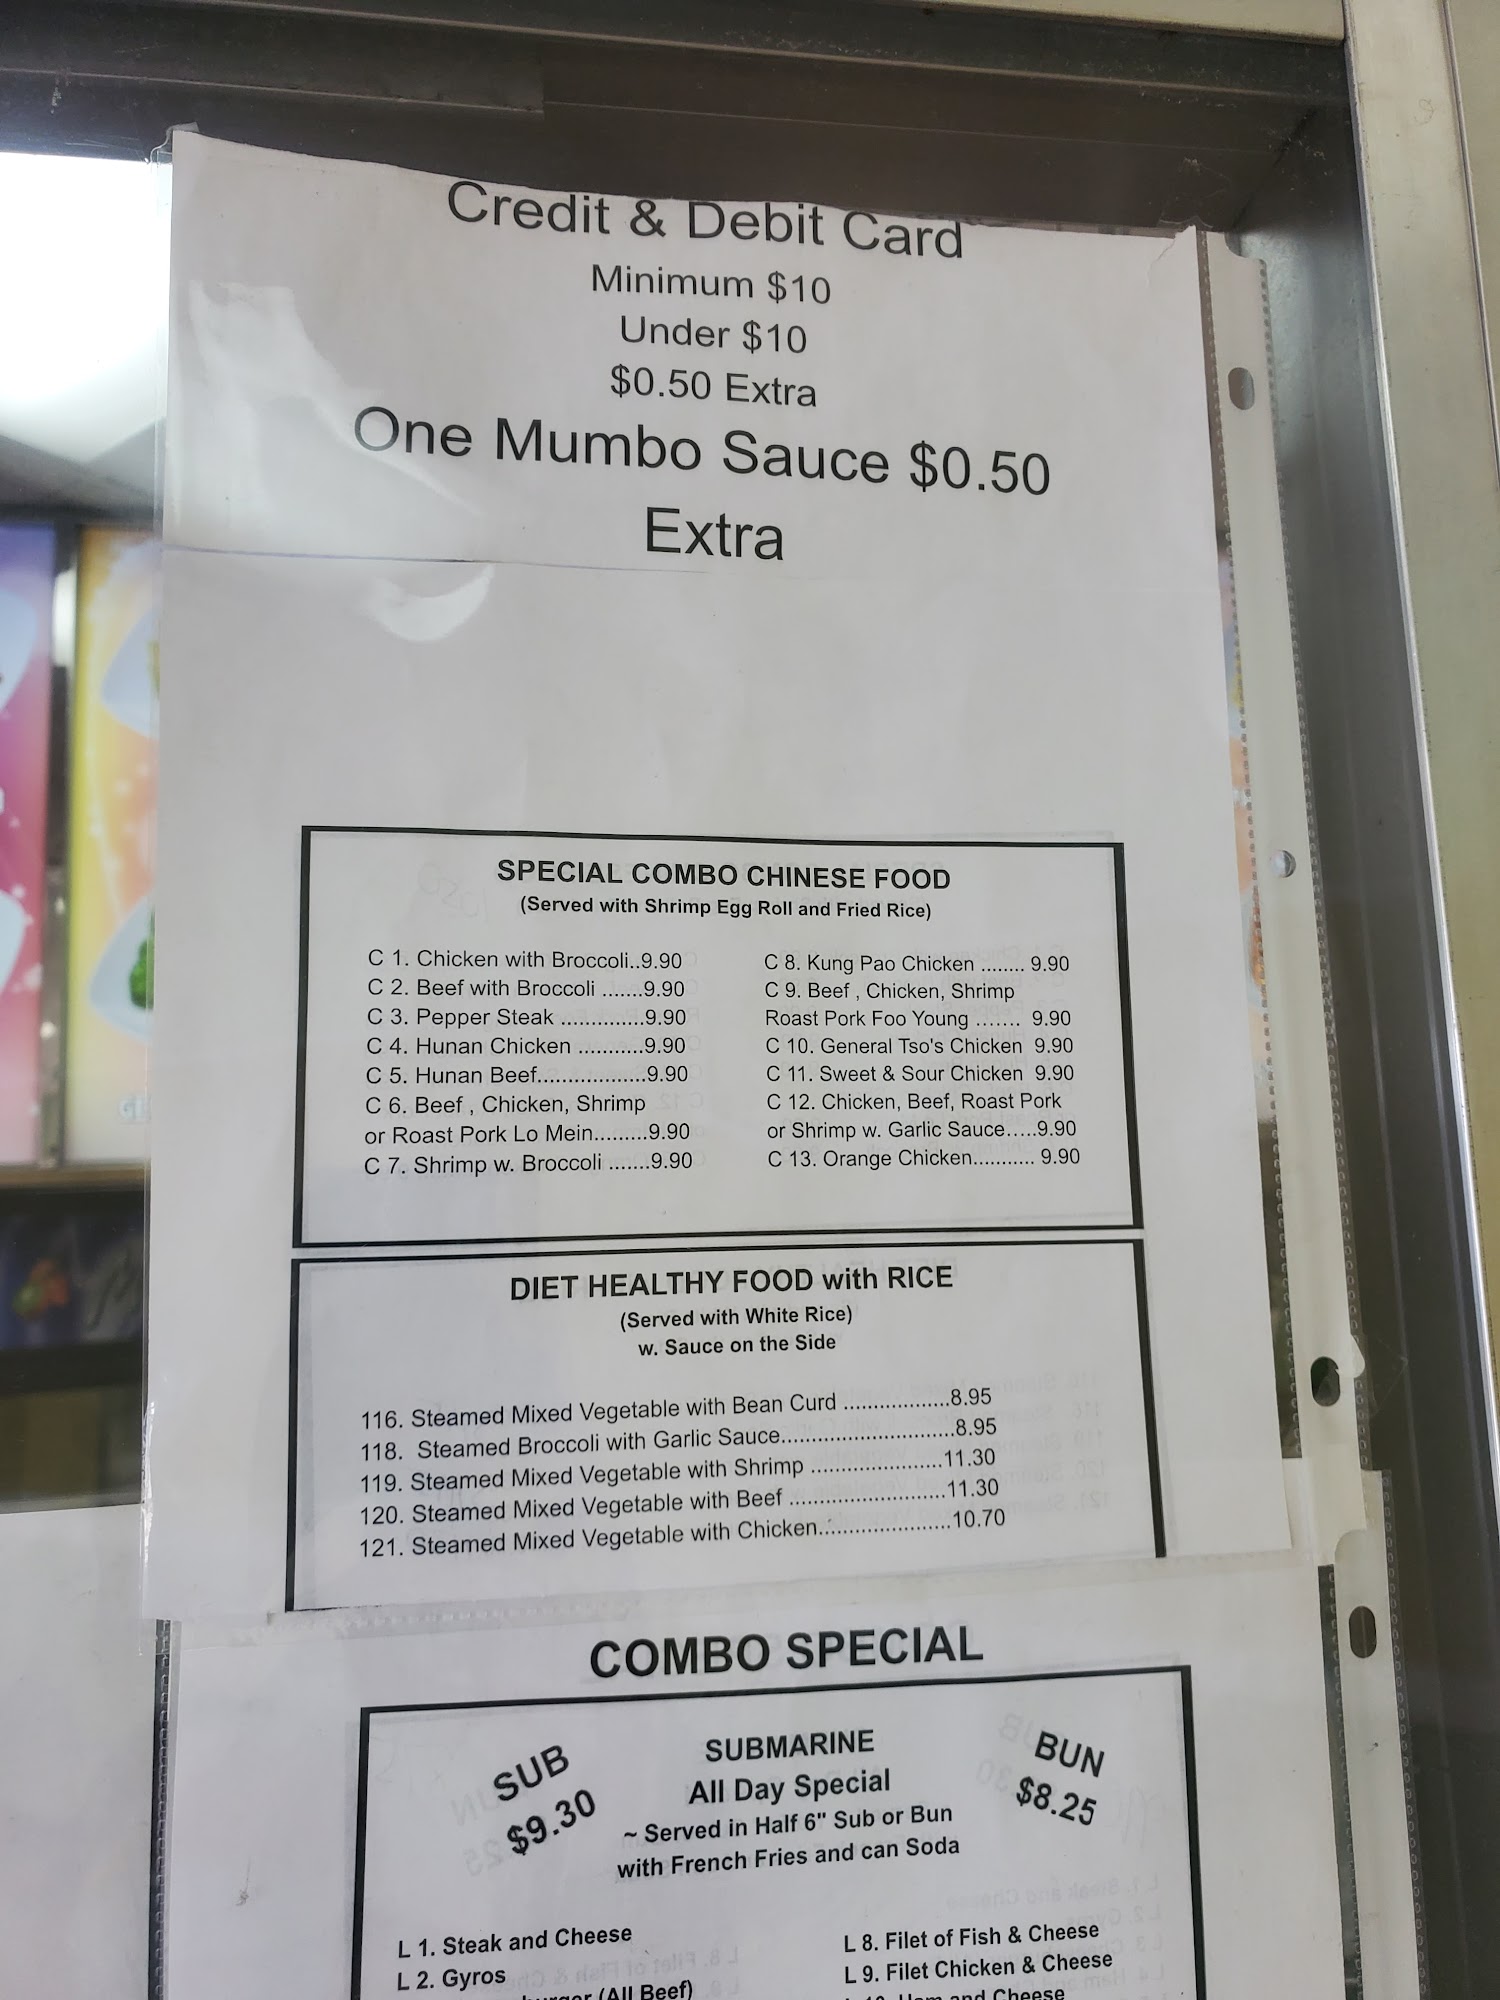 Credit & Debit Card
Minimum $10
Under $10
$0.50 Extra
One Mumbo Sauce $0.50
Extra
SPECIAL COMBO CHINESE FOOD
(Served with Shrimp Egg Roll and Fried Rice)
C 1. Chicken with Broccoli..9.90
C 2. Beef with Broccoli .......9.90
C 3. Pepper Steak ..............9.90
C 4. Hunan Chicken ...........9.90
C 5. Hunan Beef..................9.90
C 6. Beef , Chicken, Shrimp
or Roast Pork Lo Mein.........9.90
C 7. Shrimp w. Broccoli .......9.90
C 8. Kung Pao Chicken ........ 9.90
C 9. Beef , Chicken, Shrimp
Roast Pork Foo Young ....... 9.90
C 10. General Tso's Chicken 9.90
C 11. Sweet & Sour Chicken 9.90
C 12. Chicken, Beef, Roast Pork
or Shrimp w. Garlic Sauce.....9.90
C 13. Orange Chicken........... 9.90
DIET HEALTHY FOOD with RICE
(Served with White Rice)
w. Sauce on the Side
116. Steamed Mixed Vegetable with Bean Curd ..................8.95
118. Steamed Broccoli with Garlic Sauce.............................8.95
119. Steamed Mixed Vegetable with Shrimp ......................11.30
120. Steamed Mixed Vegetable with Beef ..........................11.30
121. Steamed Mixed Vegetable with Chicken......................10.70
COMBO SPECIAL
SUB
$9.30
SUBMARINE
All Day Special
~ Served in Half 6" Sub or Bun
with French Fries and can Soda
BUN
$8.25
L 1. Steak and Cheese
L 2. Gyros
(All Beef)
L 8. Filet of Fish & Cheese
L 9. Filet Chicken & Cheese
Ham and Cheese